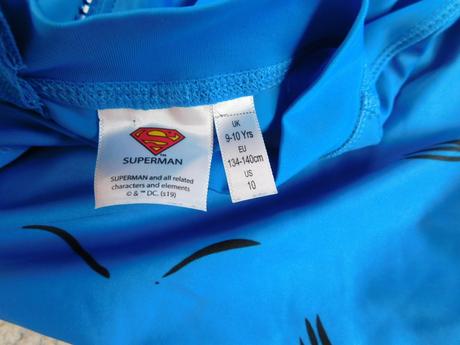 SUPERMAN
SUPERMAN and all related
characters and elements
© & ™ DC. (s19)
UK
9-10 Yrs
EU
134-140cm
US
10